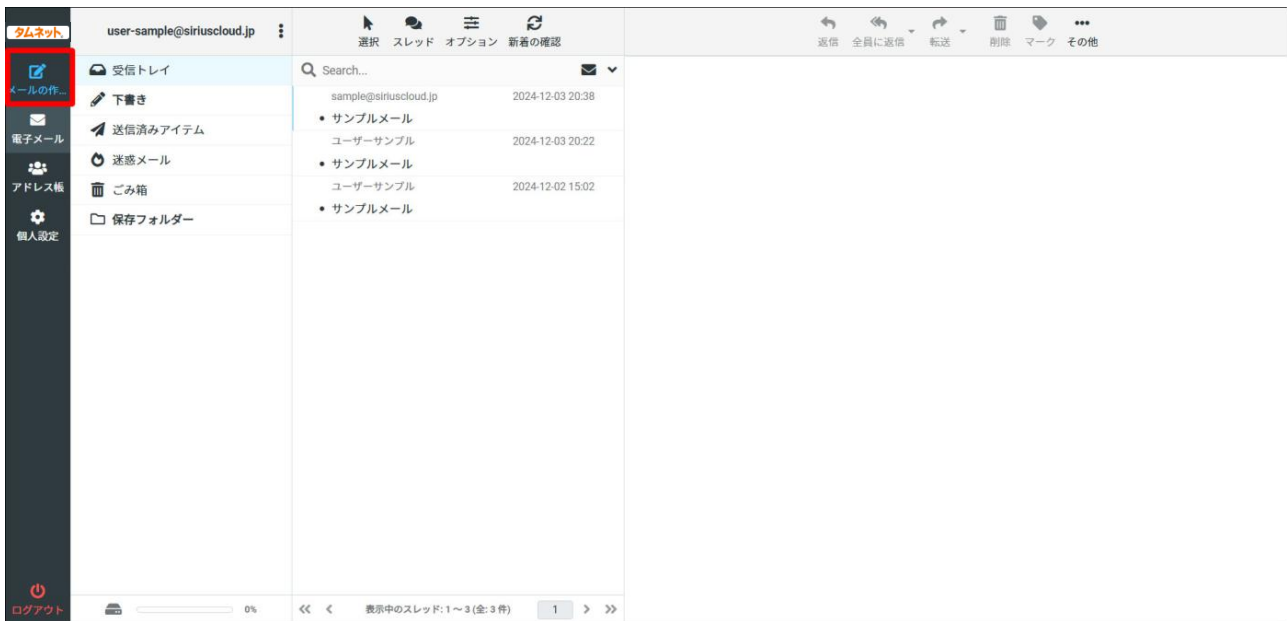 タムネット.
メールの作...
電子メール
アドレス帳
個人設定
ログアウト
user-sample@siriuscloud.jp
受信トレイ
下書き
送信済みアイテム
迷惑メール
ごみ箱
保存フォルダー
0%
選択 スレッド オプション 新着の確認
Search...
sample@siriuscloud.jp 2024-12-03 20:38
• サンプルメール
ユーザーサンプル 2024-12-03 20:22
• サンプルメール
ユーザーサンプル 2024-12-02 15:02
• サンプルメール
表示中のスレッド: 1 ～ 3 (全: 3 件) 1
返信 全員に返信 転送 削除 マーク その他